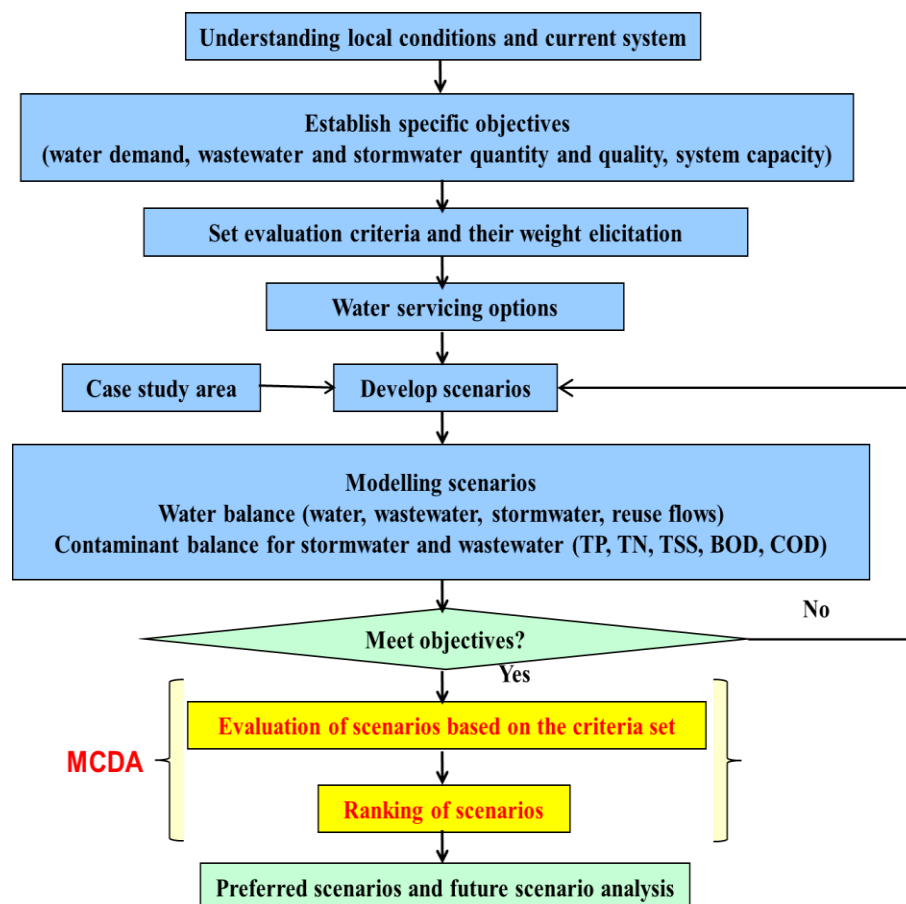 Understanding local conditions and current system
Establish specific objectives
(water demand, wastewater and stormwater quantity and quality, system capacity)
Set evaluation criteria and their weight elicitation
Water servicing options
Case study area
Develop scenarios
Modelling scenarios
Water balance (water, wastewater, stormwater, reuse flows)
Contaminant balance for stormwater and wastewater (TP, TN, TSS, BOD, COD)
No
Meet objectives?
Yes
Evaluation of scenarios based on the criteria set
MCDA
Ranking of scenarios
Preferred scenarios and future scenario analysis